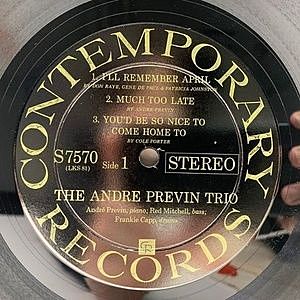 CONTEMPORARY
1. I'LL REMEMBER APRIL
BY DON RAYE, GENE DE PAUL & PATRICIA JOHNSTON
2. MUCH TOO LATE
BY ANDRE PREVIN
3. YOU'D BE SO NICE TO
COME HOME TO
BY COLE PORTER
S7570
(LKS 81)
Side 1
STEREO
THE ANDRE PREVIN TRIO
André Previn, piano; Red Mitchell, bass;
Frankie Capp, drums
CR
RECORDS